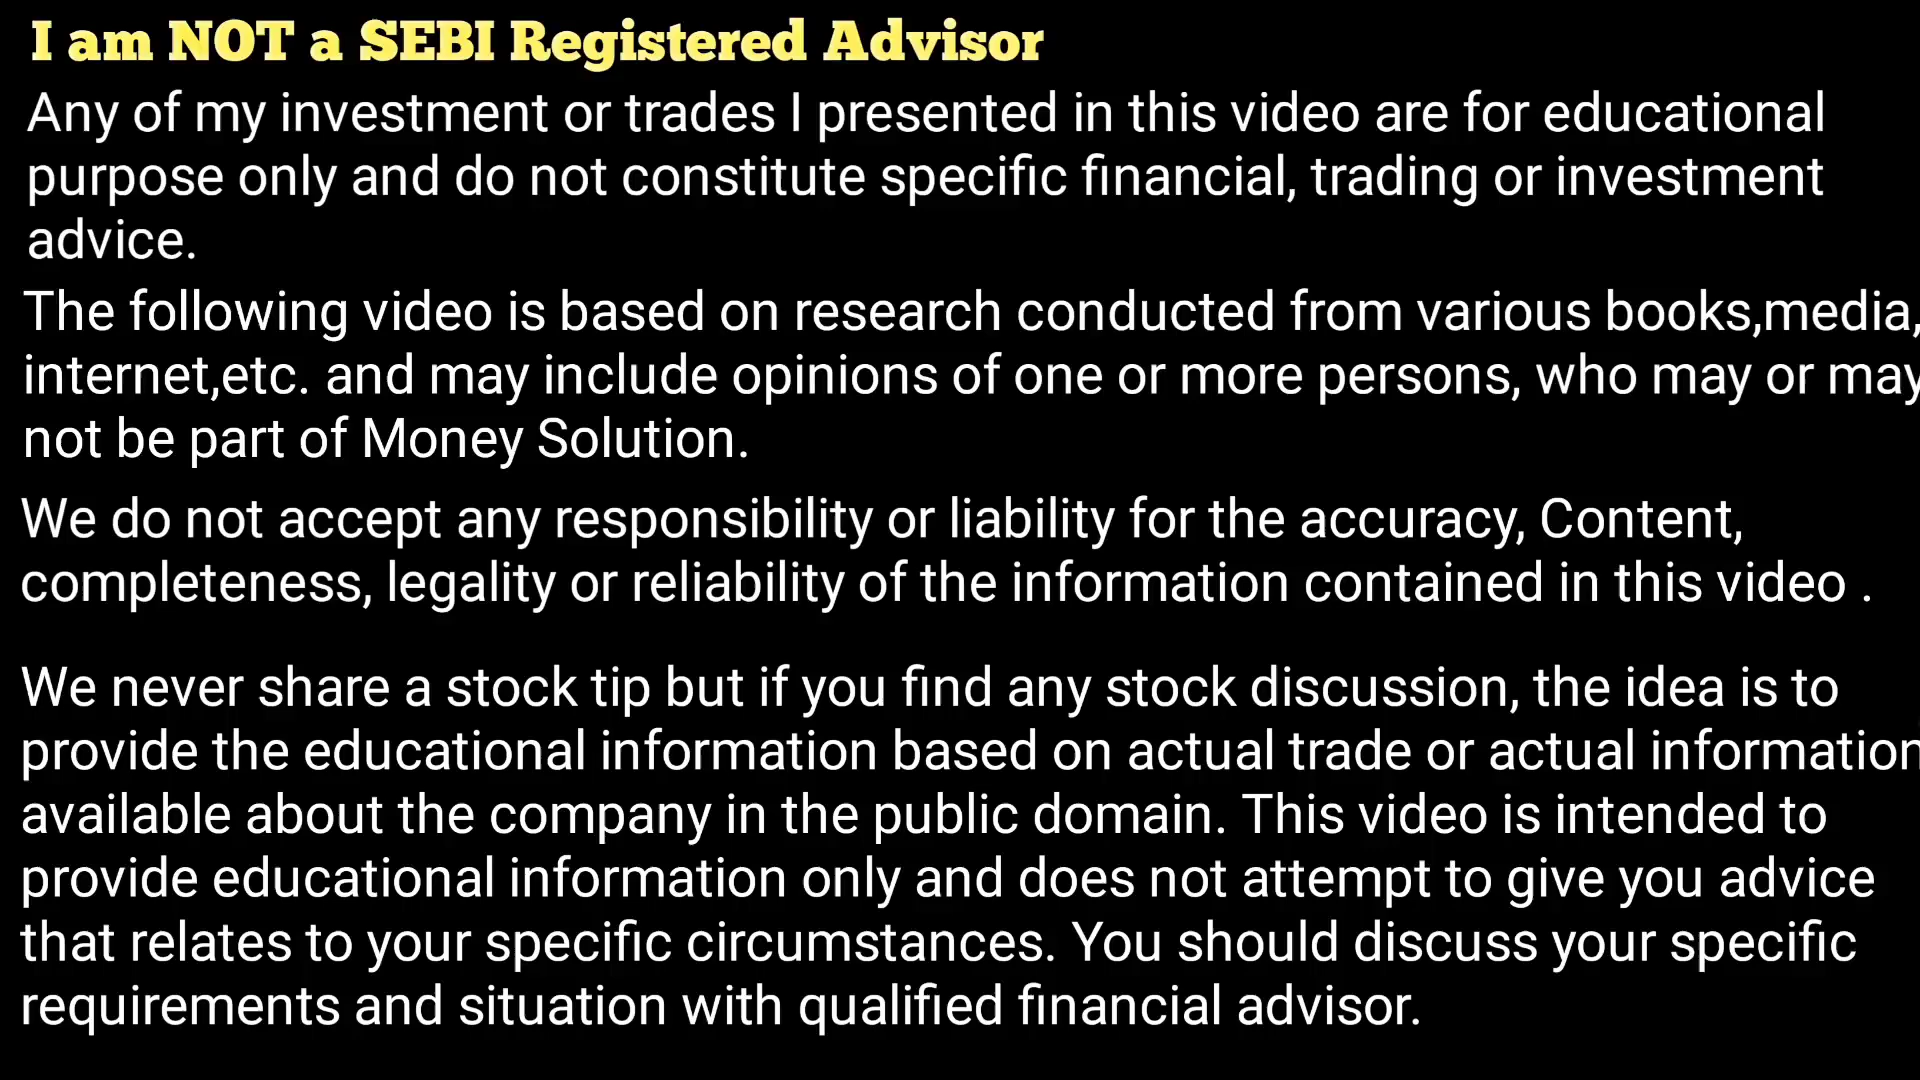 I am NOT a SEBI Registered Advisor
Any of my investment or trades I presented in this video are for educational
purpose only and do not constitute specific financial, trading or investment
advice.
The following video is based on research conducted from various books,media,
internet,etc. and may include opinions of one or more persons, who may or may
not be part of Money Solution.
We do not accept any responsibility or liability for the accuracy, Content,
completeness, legality or reliability of the information contained in this video .
We never share a stock tip but if you find any stock discussion, the idea is to
provide the educational information based on actual trade or actual information
available about the company in the public domain. This video is intended to
provide educational information only and does not attempt to give you advice
that relates to your specific circumstances. You should discuss your specific
requirements and situation with qualified financial advisor.